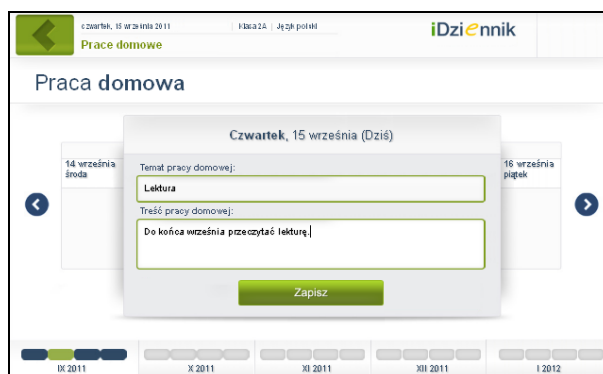 czwartek, 15 września 2011 | Klasa 2A | Język polski
iDziennik
Prace domowe
Praca domowa
Czwartek, 15 września (Dziś)
14 września
środa
16 września
piątek
Temat pracy domowej:
Lektura
Treść pracy domowej:
Do końca września przeczytać lekturę.
Zapisz
IX 2011
X 2011
XI 2011
XII 2011
I 2012